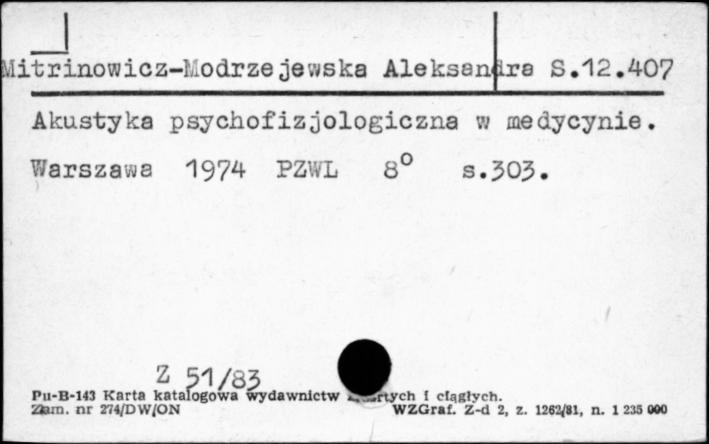 Mitrinowicz-Modrzejewska Aleksandra S.12.407
Akustyka psychofizjologiczna w medycynie.
Warszawa 1974 PZWL 8° s.303.
Z 51/83
Pu-B-143 Karta katalogowa wydawnictw i ciągłych.
Zam. nr 274/DW/ON WZGraf. Z-d 2, z. 1262/81, n. 1 235 000